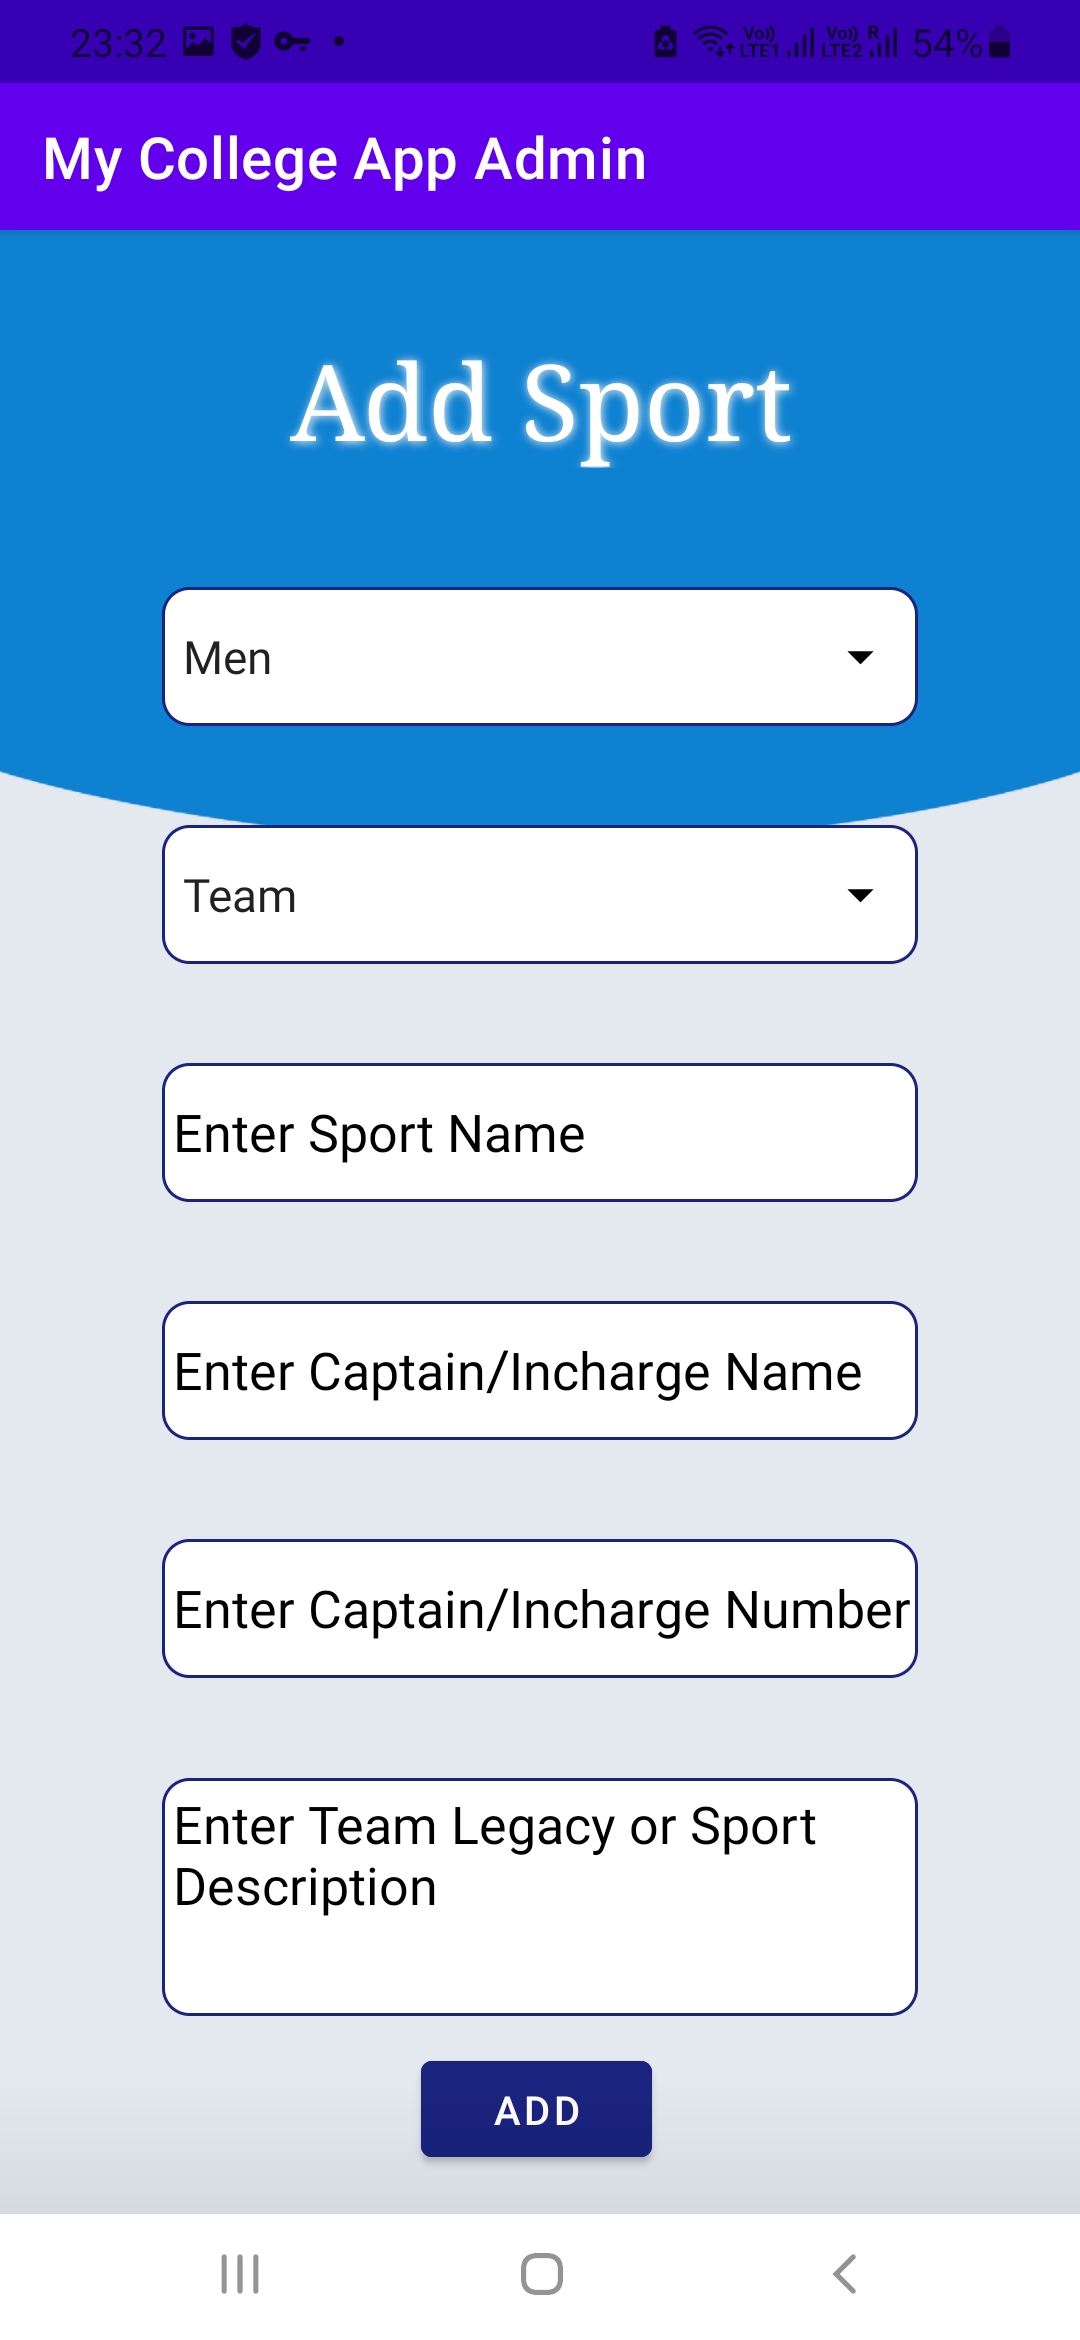 23:32
Vo)) LTE1 Vo)) LTE2 R 54%
My College App Admin
Add Sport
Men
Team
Enter Sport Name
Enter Captain/Incharge Name
Enter Captain/Incharge Number
Enter Team Legacy or Sport
Description
ADD